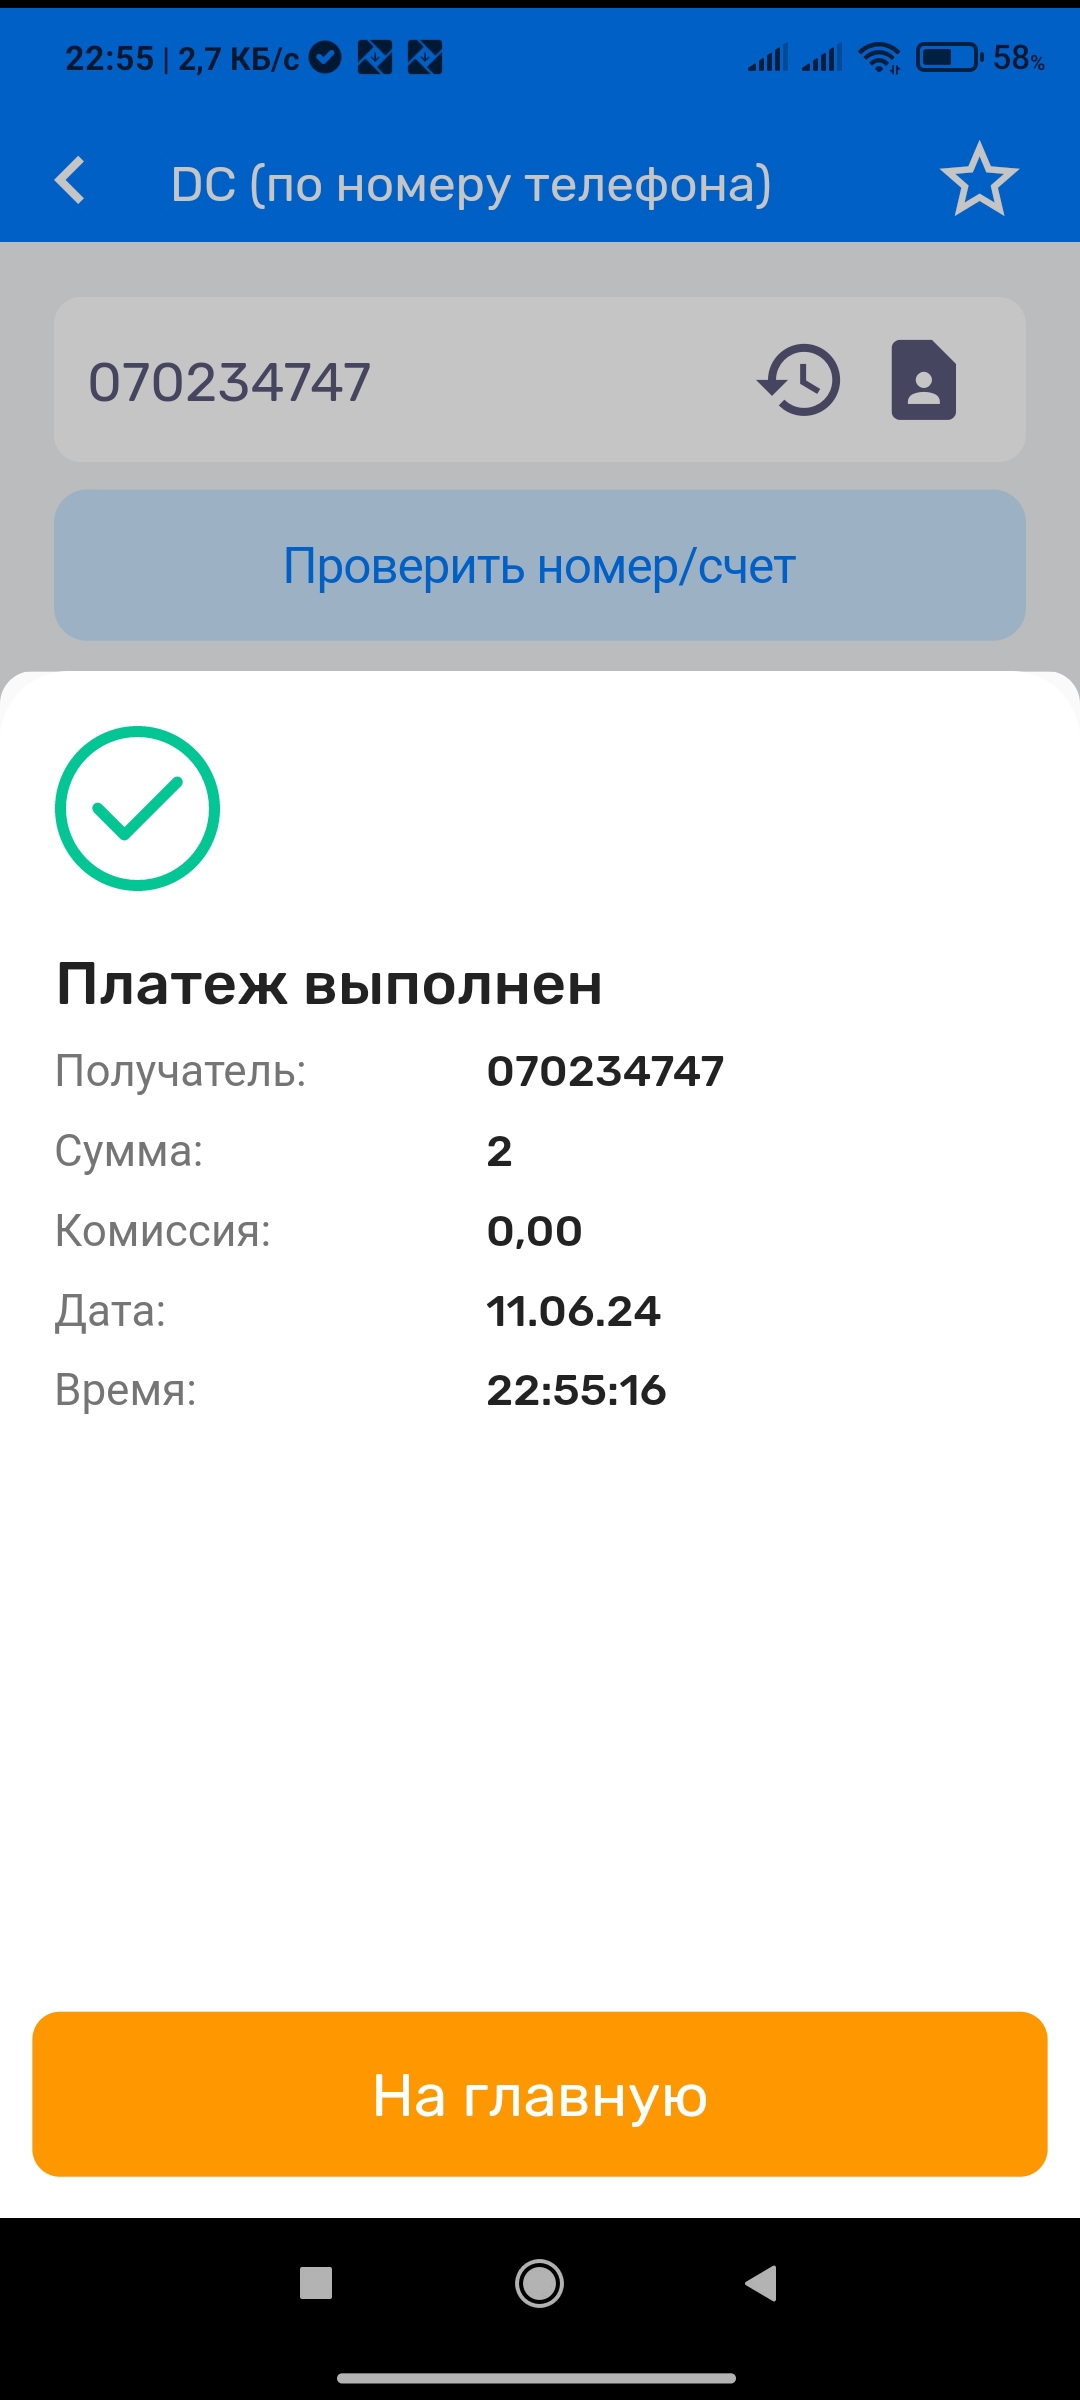 22:55 | 2,7 КБ/с
58%
DC (по номеру телефона)
070234747
Проверить номер/счет
Платеж выполнен
Получатель: 070234747
Сумма: 2
Комиссия: 0,00
Дата: 11.06.24
Время: 22:55:16
На главную